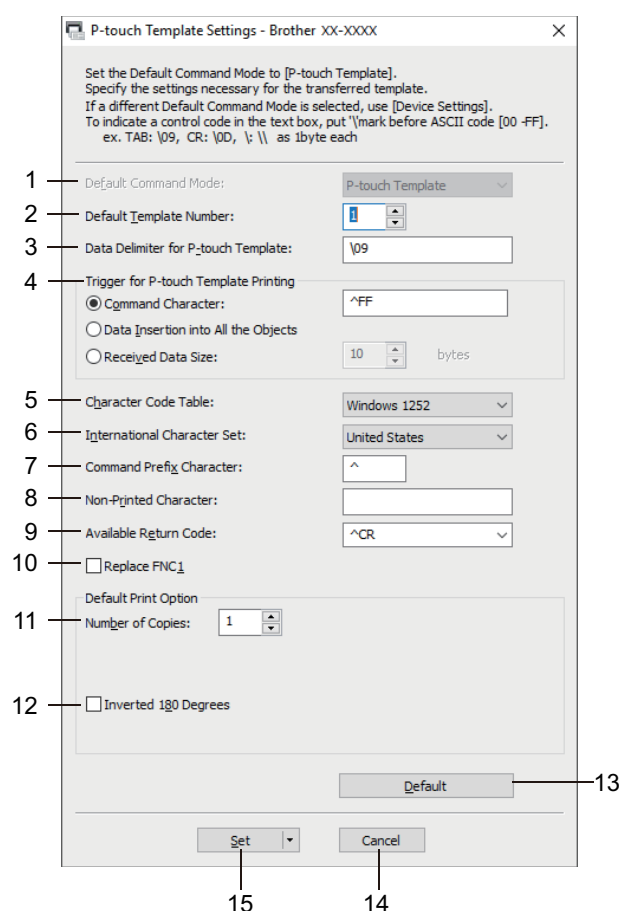 P-touch Template Settings - Brother XX-XXXX
Set the Default Command Mode to [P-touch Template].
Specify the settings necessary for the transferred template.
If a different Default Command Mode is selected, use [Device Settings].
To indicate a control code in the text box, put '\'mark before ASCII code [00 -FF].
ex. TAB: \09, CR: \0D, \: \\ as 1byte each
1 Default Command Mode: P-touch Template
2 Default Template Number: 1
3 Data Delimiter for P-touch Template: \09
4 Trigger for P-touch Template Printing
Command Character: ^FF
Data Insertion into All the Objects
Received Data Size: 10 bytes
5 Character Code Table: Windows 1252
6 International Character Set: United States
7 Command Prefix Character: ^
8 Non-Printed Character:
9 Available Return Code: ^CR
10 Replace FNC1
Default Print Option
11 Number of Copies: 1
12 Inverted 180 Degrees
Default 13
Set Cancel
15 14